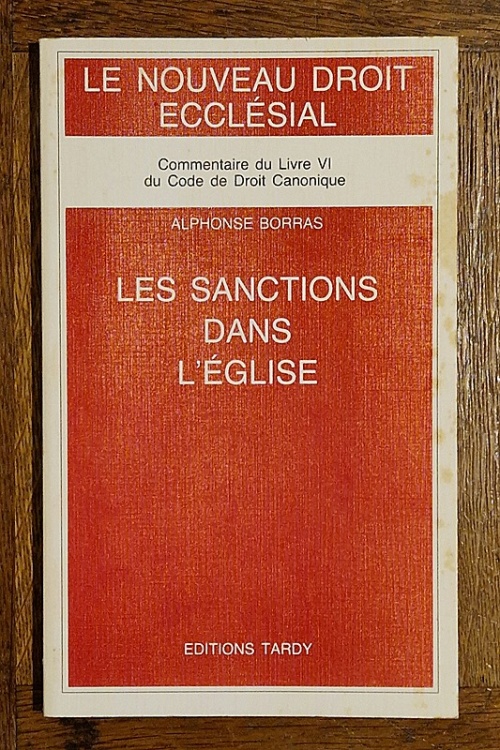 LE NOUVEAU DROIT
ECCLÉSIAL
Commentaire du Livre VI
du Code de Droit Canonique
ALPHONSE BORRAS
LES SANCTIONS
DANS
L'ÉGLISE
EDITIONS TARDY